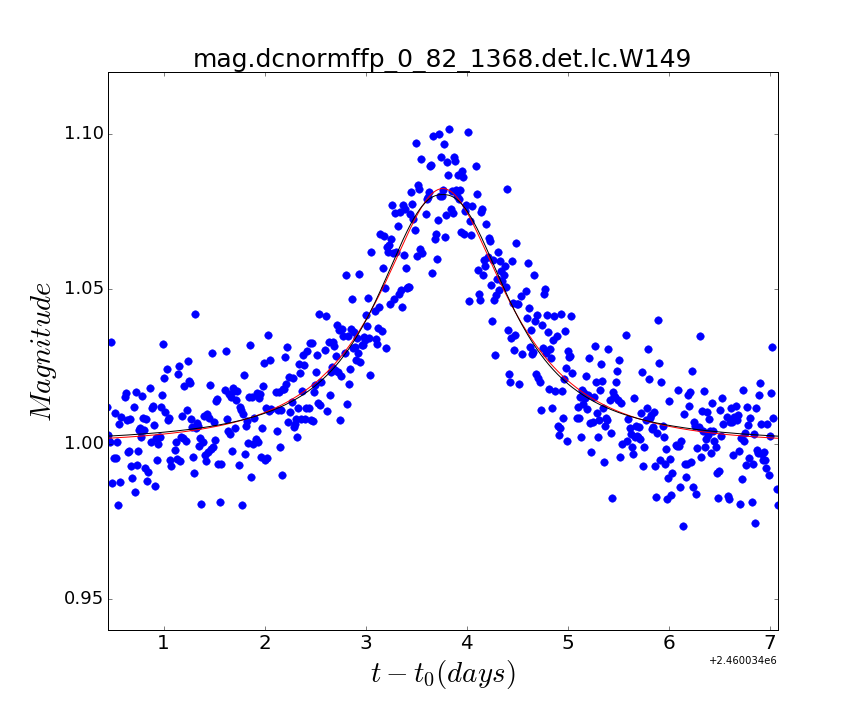 mag.dcnormffp_0_82_1368.det.lc.W149
Magnitude
1.10
1.05
1.00
0.95
1 2 3 4 5 6 7
+2.460034e6
t − t₀(days)